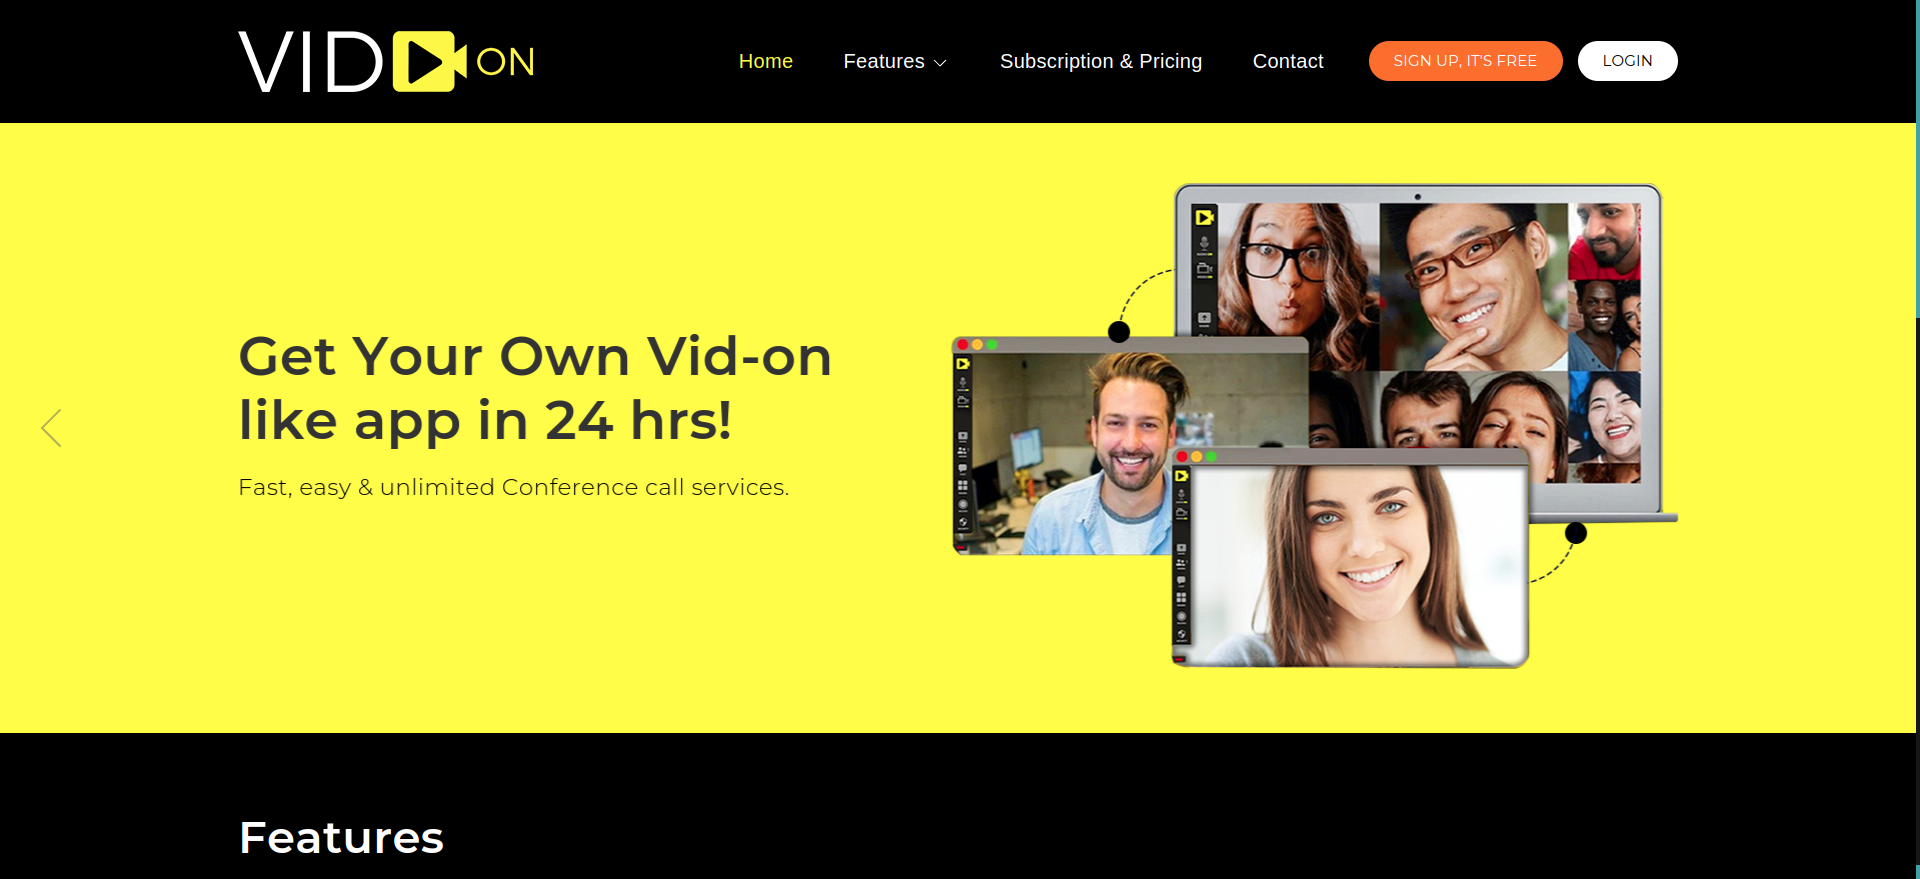 VID ON
Home
Features
Subscription & Pricing
Contact
SIGN UP, IT'S FREE
LOGIN
Get Your Own Vid-on
like app in 24 hrs!
Fast, easy & unlimited Conference call services.
Features